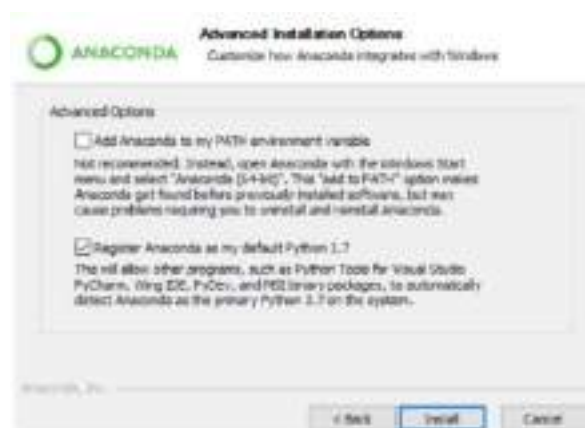 Advanced Installation Options
Customize how Anaconda integrates with Windows
ANACONDA
Advanced Options
Add Anaconda to my PATH environment variable
Not recommended. Instead, open Anaconda with the Windows Start
menu and select "Anaconda (64-bit)". This "add to PATH" option makes
Anaconda get found before previously installed software, but may
cause problems requiring you to uninstall and reinstall Anaconda.
Register Anaconda as my default Python 3.7
This will allow other programs, such as Python Tools for Visual Studio
PyCharm, Wing IDE, PyDev, and MSI binary packages, to automatically
detect Anaconda as the primary Python 3.7 on the system.
Anaconda, Inc.
< Back
Install
Cancel